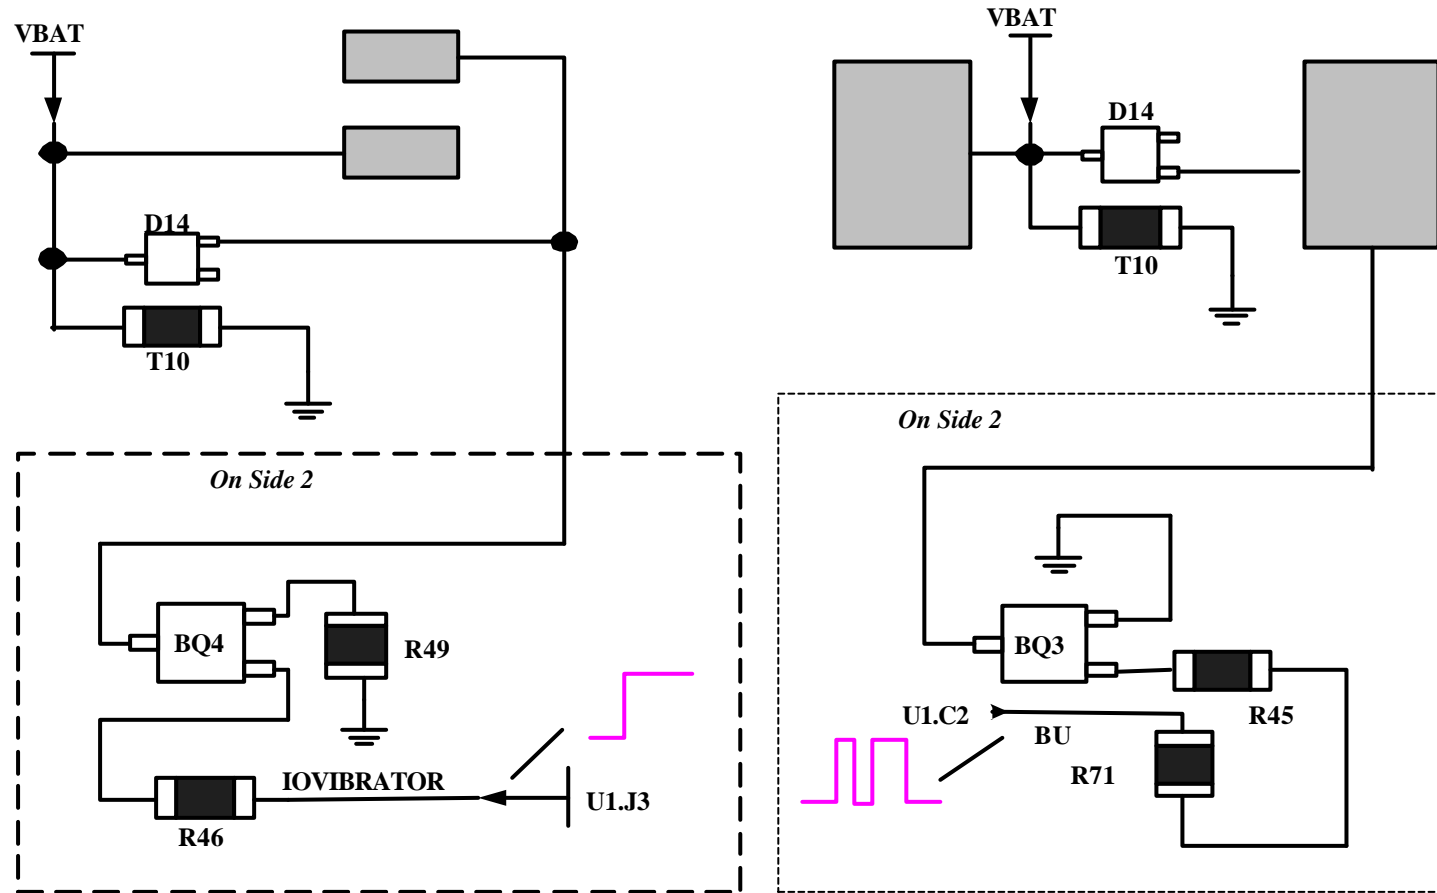 VBAT
D14
T10
On Side 2
BQ4
R49
IOVIBRATOR
U1.J3
R46
VBAT
D14
T10
On Side 2
BQ3
R45
U1.C2
BU
R71